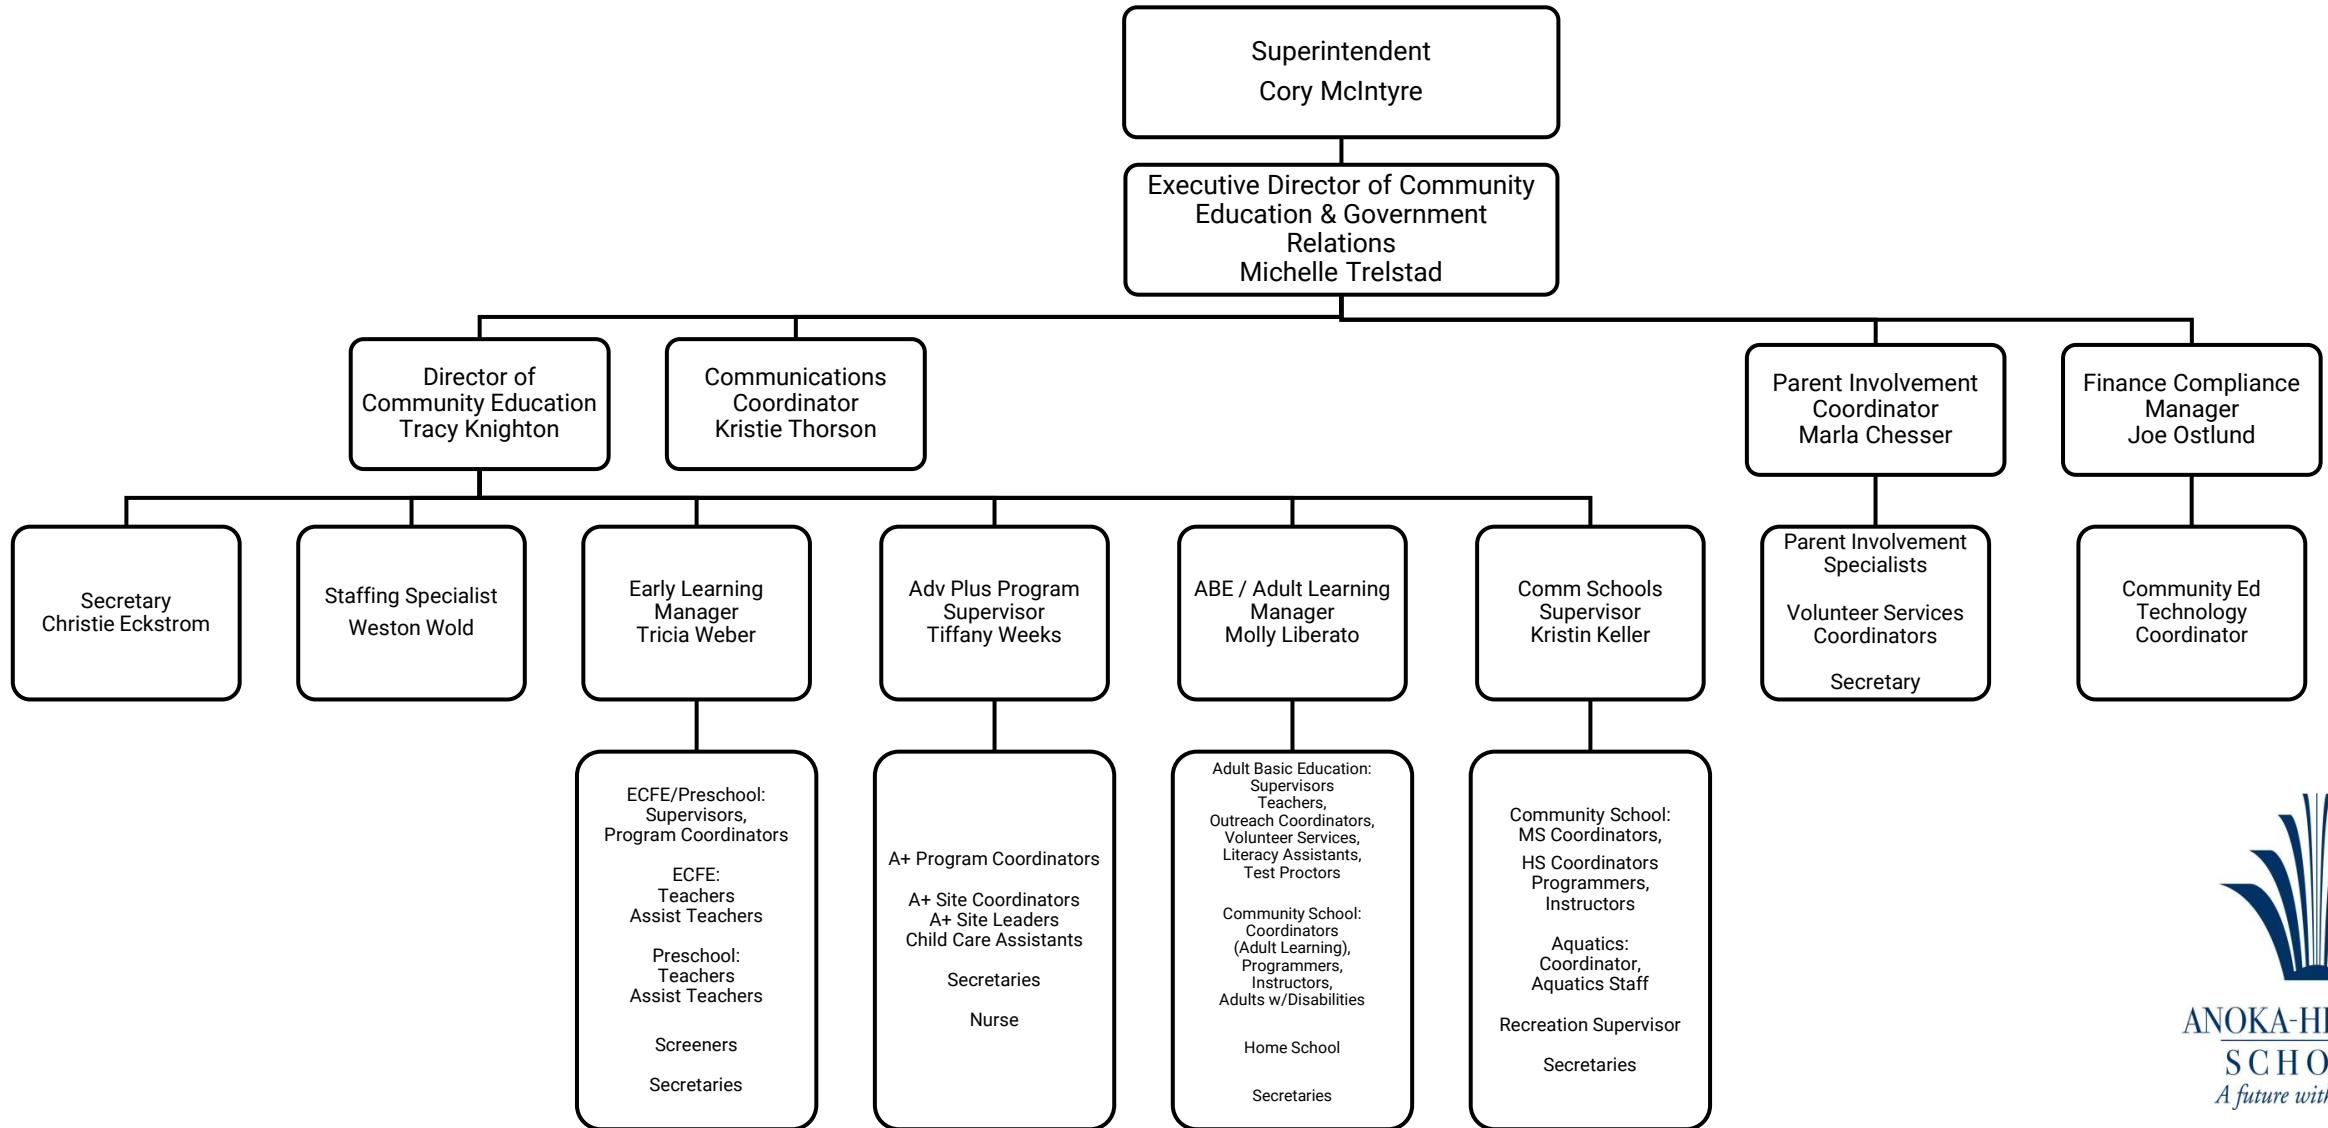 Superintendent
Cory McIntyre
Executive Director of Community
Education & Government
Relations
Michelle Trelstad
Director of
Community Education
Tracy Knighton
Communications
Coordinator
Kristie Thorson
Parent Involvement
Coordinator
Marla Chesser
Finance Compliance
Manager
Joe Ostlund
Secretary
Christie Eckstrom
Staffing Specialist
Weston Wold
Early Learning
Manager
Tricia Weber
Adv Plus Program
Supervisor
Tiffany Weeks
ABE / Adult Learning
Manager
Molly Liberato
Comm Schools
Supervisor
Kristin Keller
Parent Involvement
Specialists
Volunteer Services
Coordinators
Secretary
Community Ed
Technology
Coordinator
ECFE/Preschool:
Supervisors,
Program Coordinators
ECFE:
Teachers
Assist Teachers
Preschool:
Teachers
Assist Teachers
Screeners
Secretaries
A+ Program Coordinators
A+ Site Coordinators
A+ Site Leaders
Child Care Assistants
Secretaries
Nurse
Adult Basic Education:
Supervisors
Teachers,
Outreach Coordinators,
Volunteer Services,
Literacy Assistants,
Test Proctors
Community School:
Coordinators
(Adult Learning),
Programmers,
Instructors,
Adults w/Disabilities
Home School
Secretaries
Community School:
MS Coordinators,
HS Coordinators
Programmers,
Instructors
Aquatics:
Coordinator,
Aquatics Staff
Recreation Supervisor
Secretaries
ANOKA-H
SCHO
A future with